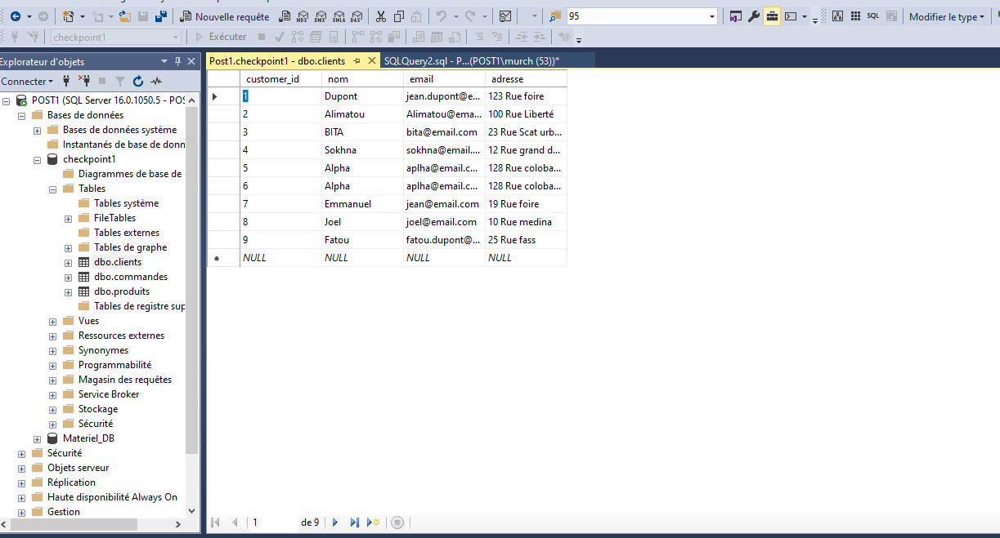 Nouvelle requête
MDX
DMX
XMLA
DAX
95
SQL
Modifier le type
checkpoint1
Exécuter
Explorateur d'objets
Connecter
POST1 (SQL Server 16.0.1050.5 - POS
Bases de données
Bases de données système
Instantanés de base de donn
checkpoint1
Diagrammes de base de
Tables
Tables système
FileTables
Tables externes
Tables de graphe
dbo.clients
dbo.commandes
dbo.produits
Tables de registre sup
Vues
Ressources externes
Synonymes
Programmabilité
Magasin des requêtes
Service Broker
Stockage
Sécurité
Materiel_DB
Sécurité
Objets serveur
Réplication
Haute disponibilité Always On
Gestion
Post1.checkpoint1 - dbo.clients
SQLQuery2.sql - P...(POST1\murch (53))*
customer_id nom email adresse
1 Dupont jean.dupont@e... 123 Rue foire
2 Alimatou Alimatou@ema... 100 Rue Liberté
3 BITA bita@email.com 23 Rue Scat urb...
4 Sokhna sokhna@email.... 12 Rue grand d...
5 Alpha aplha@email.c... 128 Rue coloba...
6 Alpha aplha@email.c... 128 Rue coloba...
7 Emmanuel jean@email.com 19 Rue foire
8 Joel joel@email.com 10 Rue medina
9 Fatou fatou.dupont@... 25 Rue fass
NULL NULL NULL NULL
1 de 9